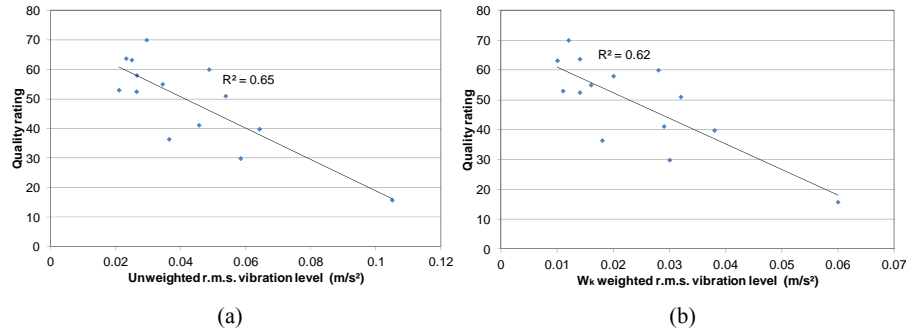 80
70
60
50
40
30
20
10
0
Quality rating
R² = 0.65
0 0.02 0.04 0.06 0.08 0.1 0.12
Unweighted r.m.s. vibration level (m/s²)
(a)
80
70
60
50
40
30
20
10
0
Quality rating
R² = 0.62
0 0.01 0.02 0.03 0.04 0.05 0.06 0.07
Wk weighted r.m.s. vibration level (m/s²)
(b)